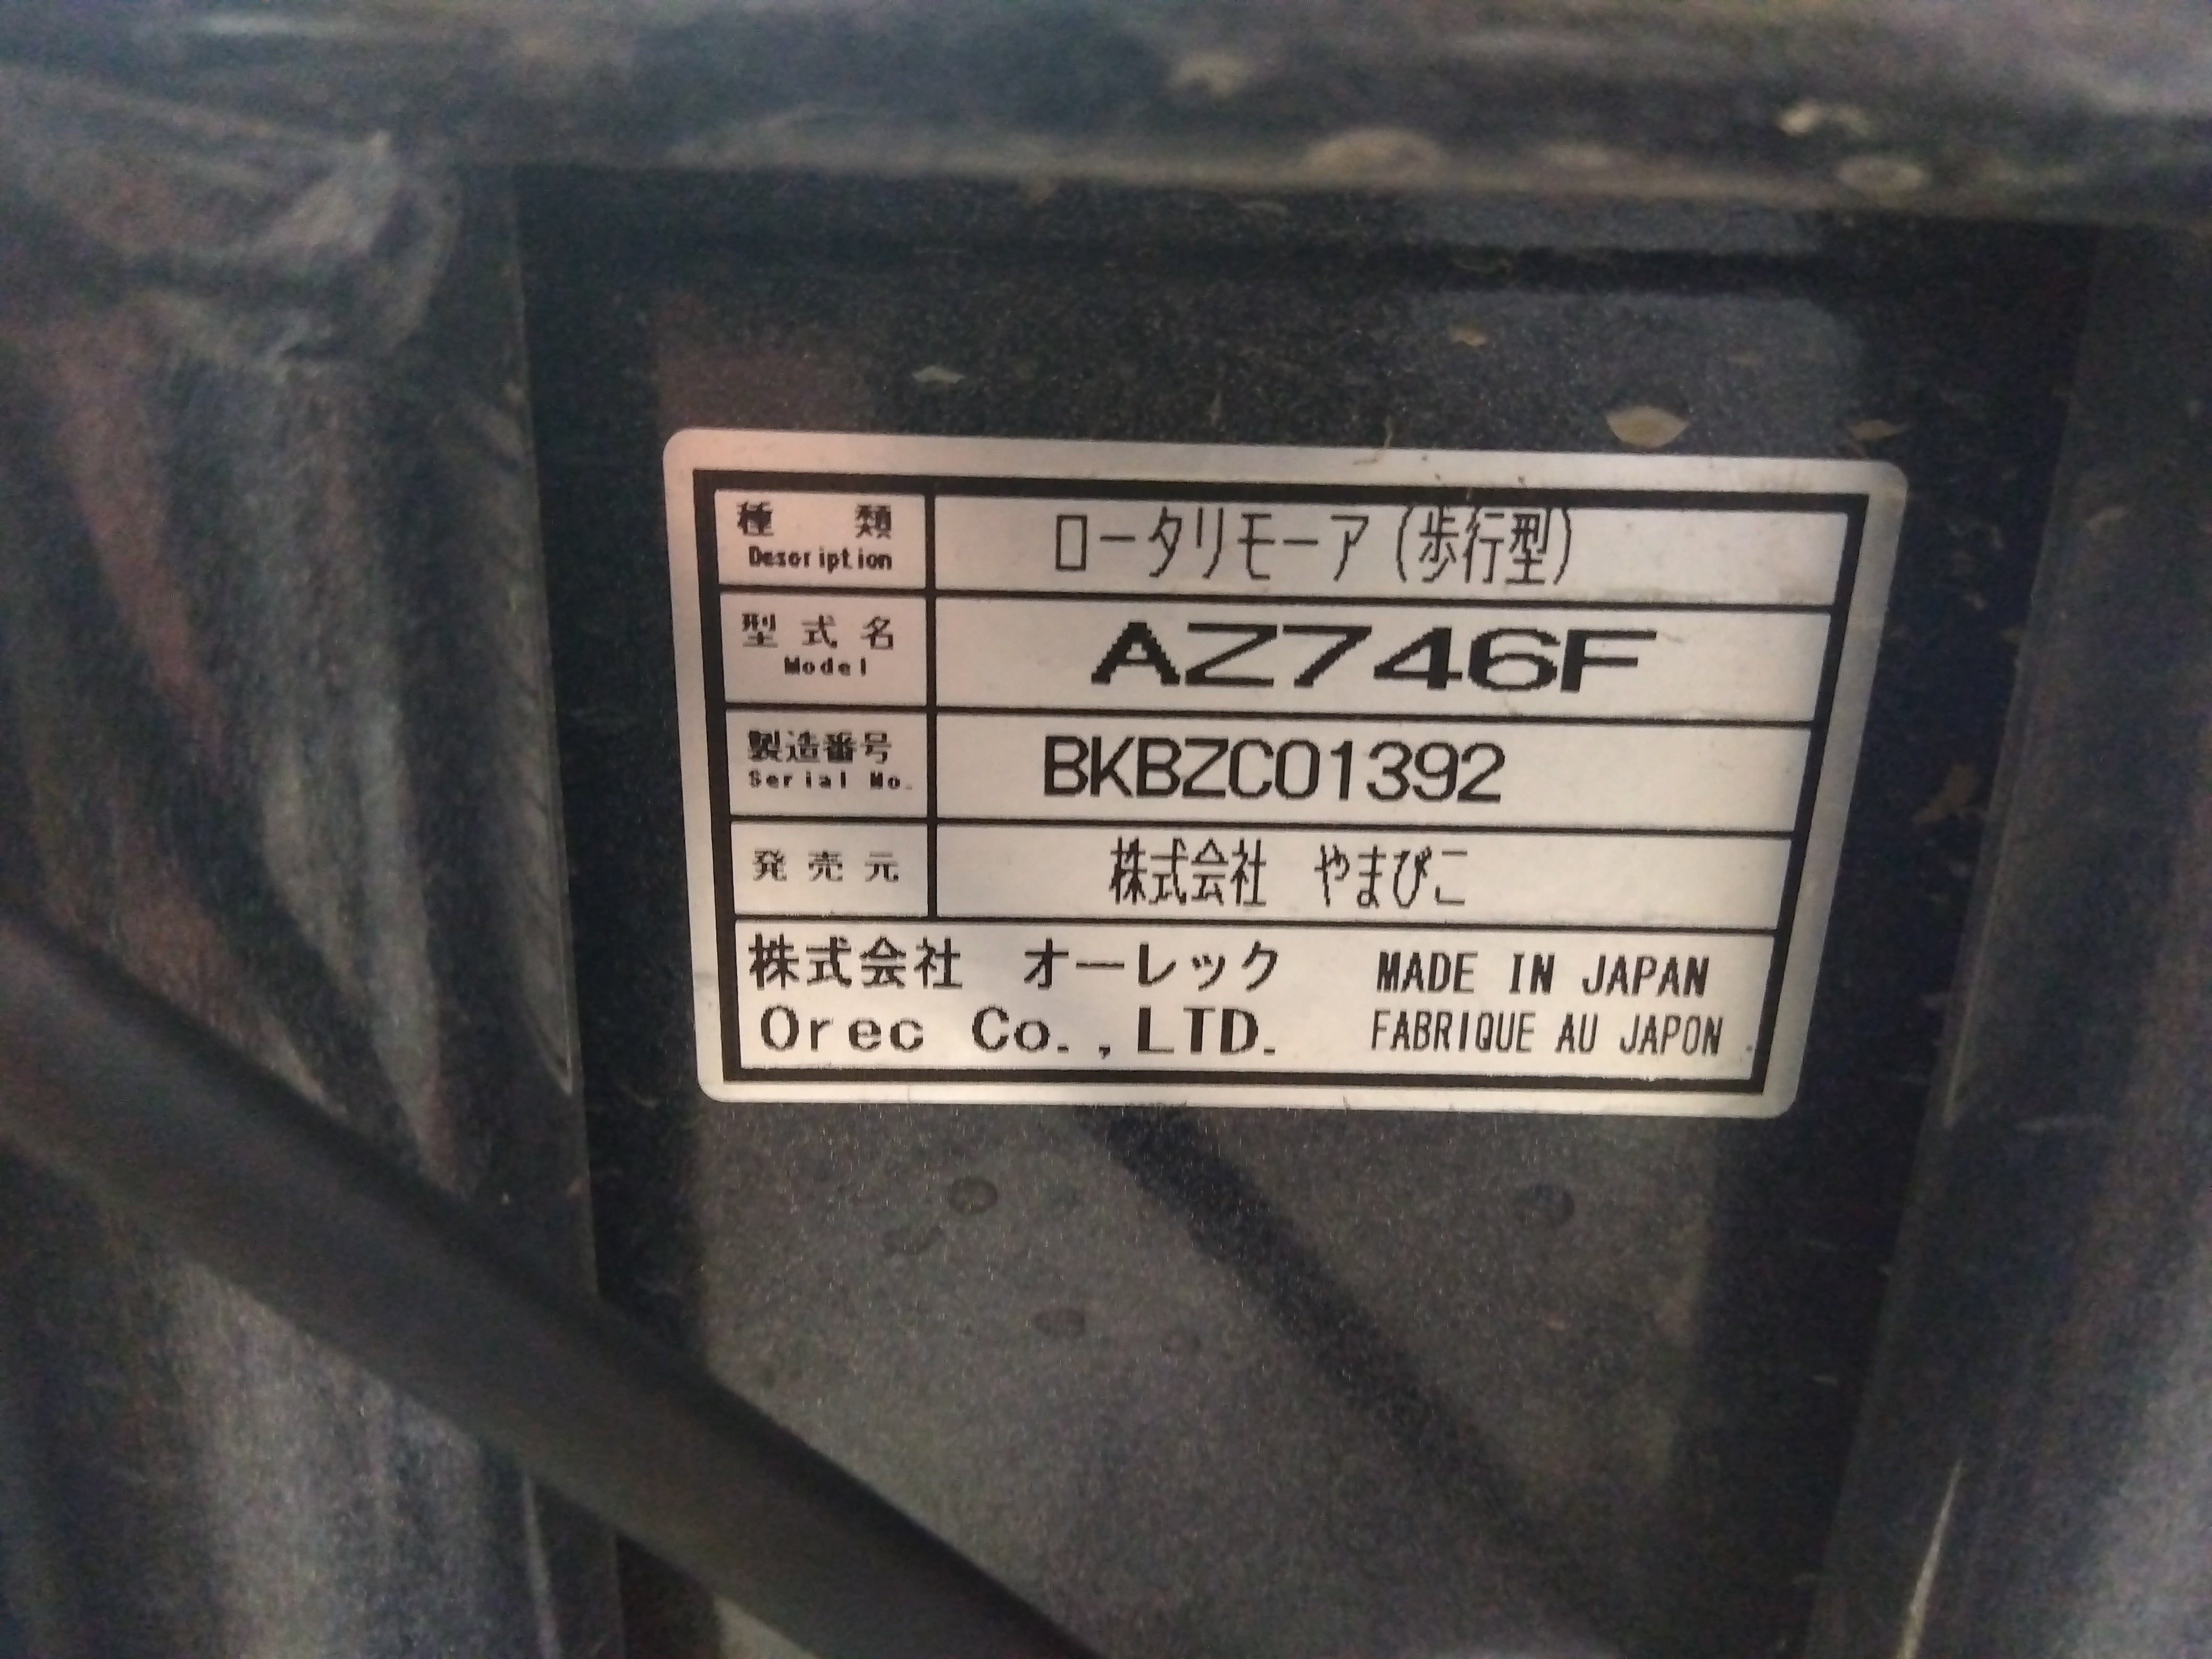 種類 ロータリモーア(歩行型)
Description
型式名 AZ746F
Model
製造番号 BKBZC01392
Serial No.
発売元 株式会社 やまびこ
株式会社 オーレック MADE IN JAPAN
Orec Co.,LTD. FABRIQUE AU JAPON